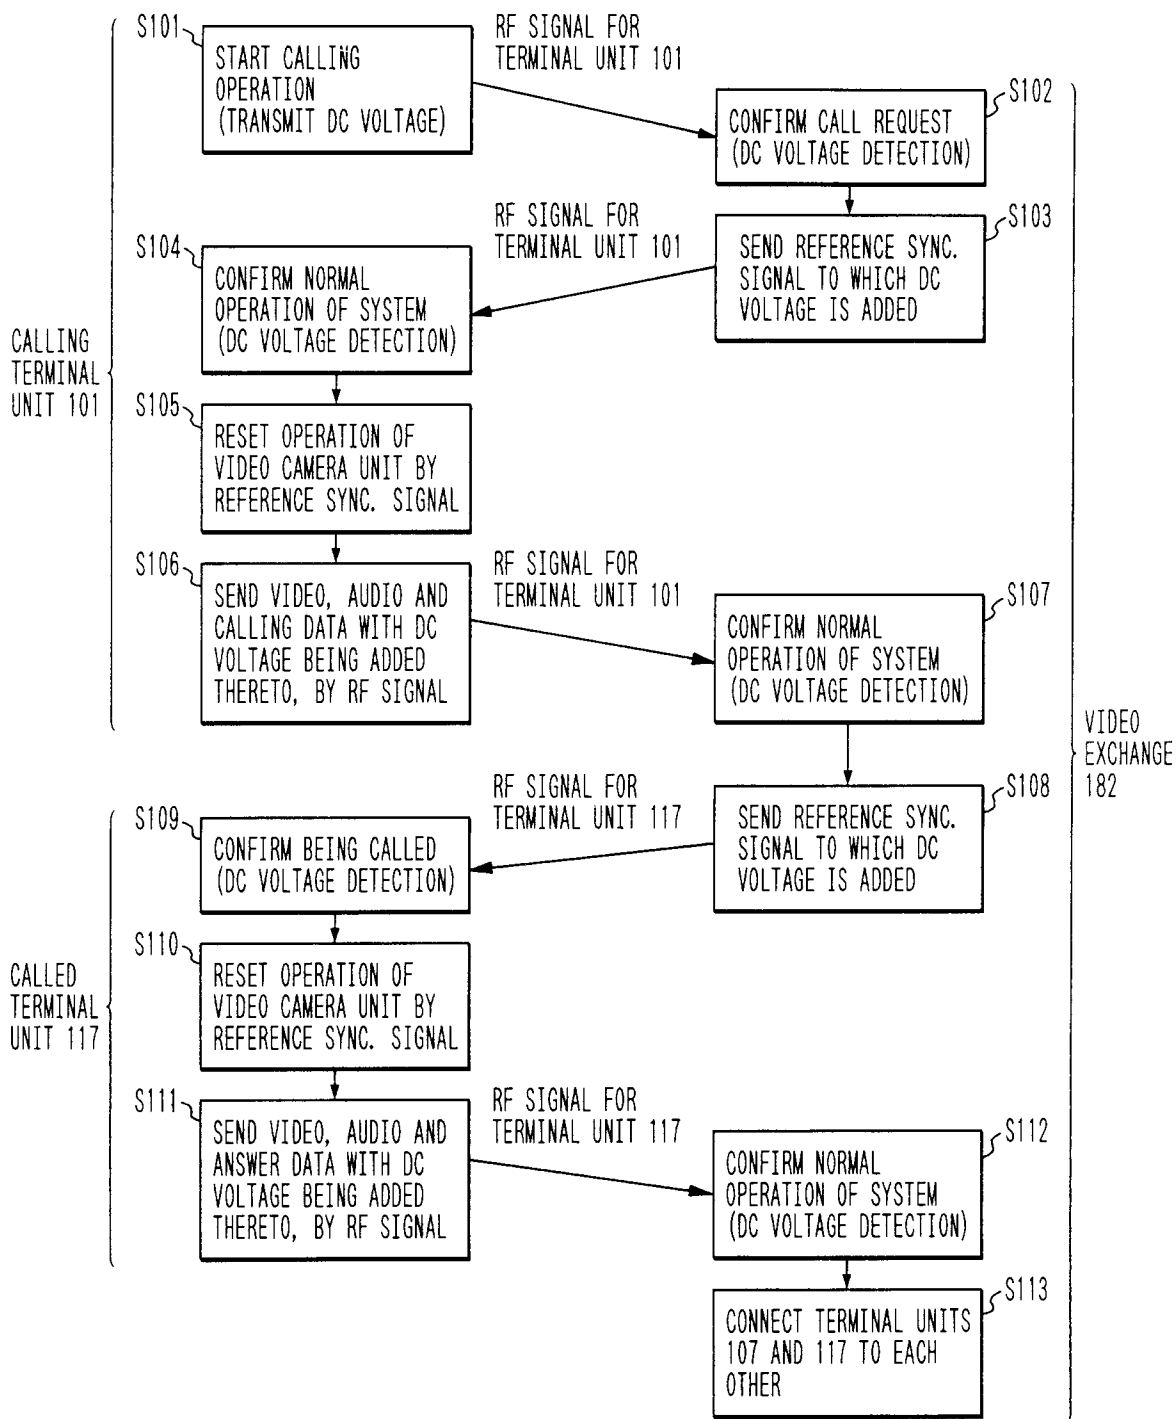 S101
START CALLING
OPERATION
(TRANSMIT DC VOLTAGE)
RF SIGNAL FOR
TERMINAL UNIT 101
S102
CONFIRM CALL REQUEST
(DC VOLTAGE DETECTION)
RF SIGNAL FOR
TERMINAL UNIT 101
S103
SEND REFERENCE SYNC.
SIGNAL TO WHICH DC
VOLTAGE IS ADDED
S104
CONFIRM NORMAL
OPERATION OF SYSTEM
(DC VOLTAGE DETECTION)
CALLING
TERMINAL
UNIT 101
S105
RESET OPERATION OF
VIDEO CAMERA UNIT BY
REFERENCE SYNC. SIGNAL
S106
SEND VIDEO, AUDIO AND
CALLING DATA WITH DC
VOLTAGE BEING ADDED
THERETO, BY RF SIGNAL
RF SIGNAL FOR
TERMINAL UNIT 101
S107
CONFIRM NORMAL
OPERATION OF SYSTEM
(DC VOLTAGE DETECTION)
VIDEO
EXCHANGE
182
RF SIGNAL FOR
TERMINAL UNIT 117
S108
SEND REFERENCE SYNC.
SIGNAL TO WHICH DC
VOLTAGE IS ADDED
S109
CONFIRM BEING CALLED
(DC VOLTAGE DETECTION)
CALLED
TERMINAL
UNIT 117
S110
RESET OPERATION OF
VIDEO CAMERA UNIT BY
REFERENCE SYNC. SIGNAL
S111
SEND VIDEO, AUDIO AND
ANSWER DATA WITH DC
VOLTAGE BEING ADDED
THERETO, BY RF SIGNAL
RF SIGNAL FOR
TERMINAL UNIT 117
S112
CONFIRM NORMAL
OPERATION OF SYSTEM
(DC VOLTAGE DETECTION)
S113
CONNECT TERMINAL UNITS
107 AND 117 TO EACH
OTHER